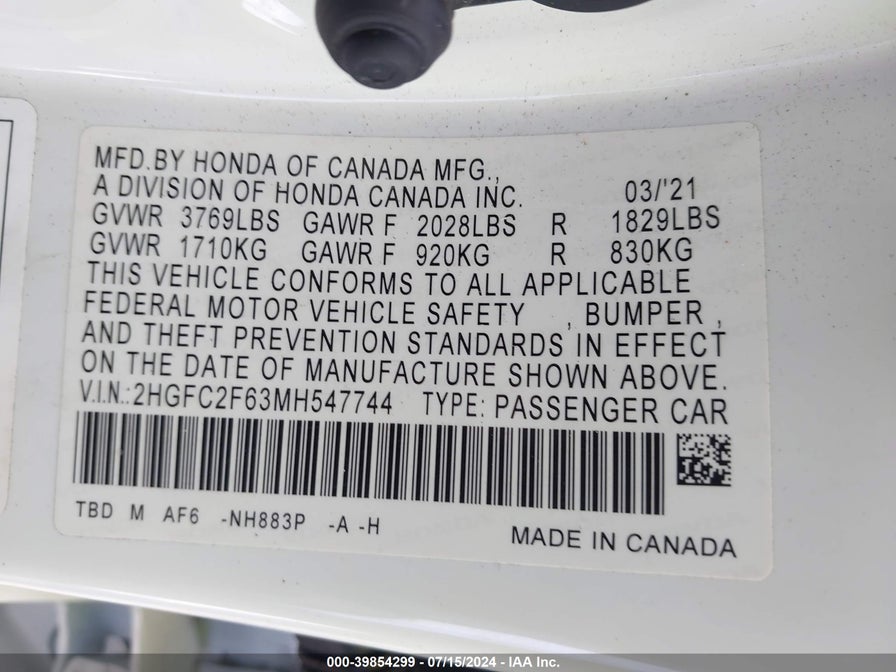 MFD.BY HONDA OF CANADA MFG.,
A DIVISION OF HONDA CANADA INC. 03/'21
GVWR 3769LBS GAWR F 2028LBS R 1829LBS
GVWR 1710KG GAWR F 920KG R 830KG
THIS VEHICLE CONFORMS TO ALL APPLICABLE
FEDERAL MOTOR VEHICLE SAFETY , BUMPER ,
AND THEFT PREVENTION STANDARDS IN EFFECT
ON THE DATE OF MANUFACTURE SHOWN ABOVE.
V.I.N.:2HGFC2F63MH547744 TYPE: PASSENGER CAR
TBD M AF6 -NH883P -A -H
MADE IN CANADA
000-39854299 - 07/15/2024 - IAA Inc.